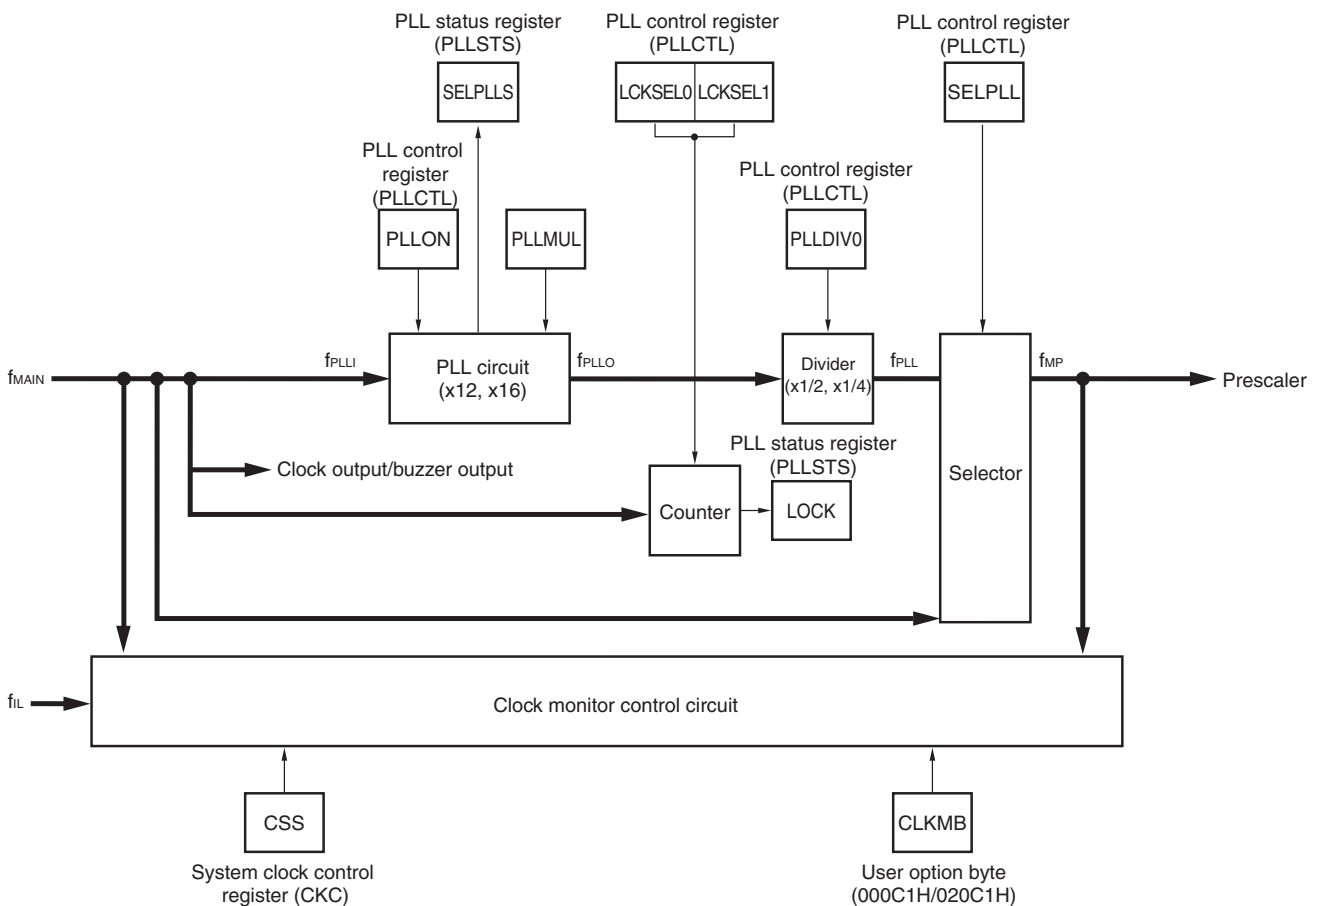 PLL status register
(PLLSTS)
SELPLLS
PLL control register
(PLLCTL)
LCKSEL0 LCKSEL1
PLL control register
(PLLCTL)
SELPLL
PLL control
register
(PLLCTL)
PLLON
PLLMUL
PLL control register
(PLLCTL)
PLLDIV0
fMAIN
fPLLI
PLL circuit
(x12, x16)
fPLLO
Divider
(x1/2, x1/4)
fPLL
Selector
fMP
Prescaler
Clock output/buzzer output
Counter
PLL status register
(PLLSTS)
LOCK
fIL
Clock monitor control circuit
CSS
System clock control
register (CKC)
CLKMB
User option byte
(000C1H/020C1H)